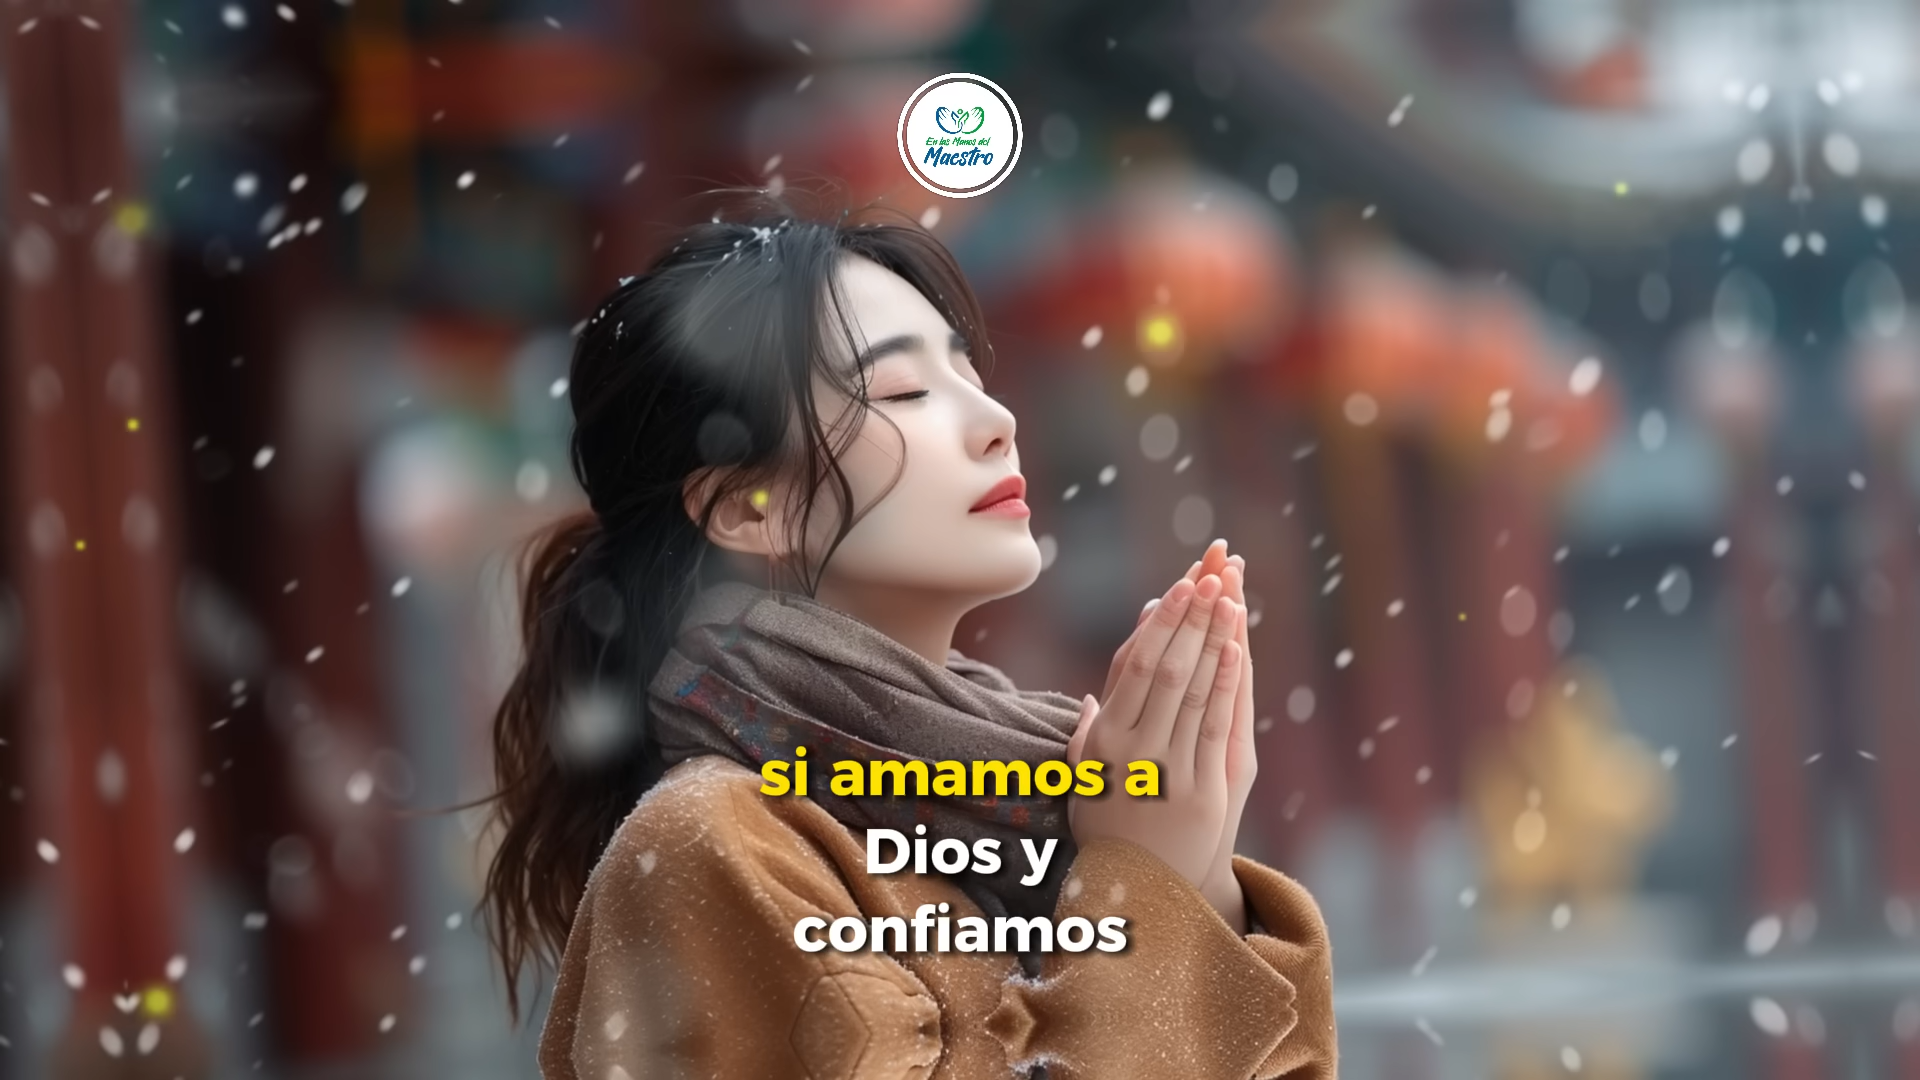 En las Manos del
Maestro
si amamos a
Dios y
confiamos